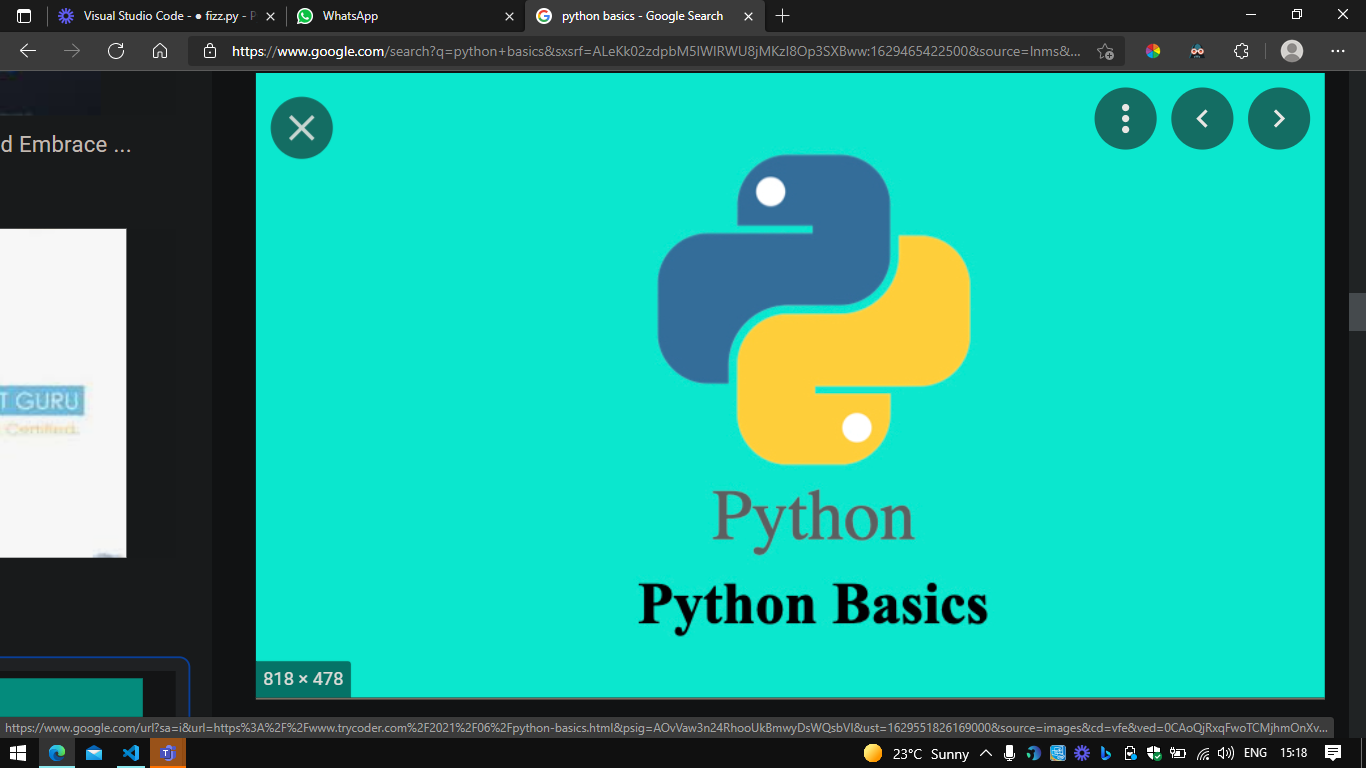 Visual Studio Code - ● fizz.py - P
WhatsApp
python basics - Google Search
https://www.google.com/search?q=python+basics&sxsrf=ALeKk02zdpbM5IWIRWU8jMKzI8Op3SXBww:1629465422500&source=lnms&...
d Embrace ...
T GURU
Certified.
Python
Python Basics
818 × 478
https://www.google.com/url?sa=i&url=https%3A%2F%2Fwww.trycoder.com%2F2021%2F06%2Fpython-basics.html&psig=AOvVaw3n24RhooUkBmwyDsWQsbVI&ust=1629551826169000&source=images&cd=vfe&ved=0CAoQjRxqFwoTCMjhmOnXv...
23°C Sunny
ENG
15:18